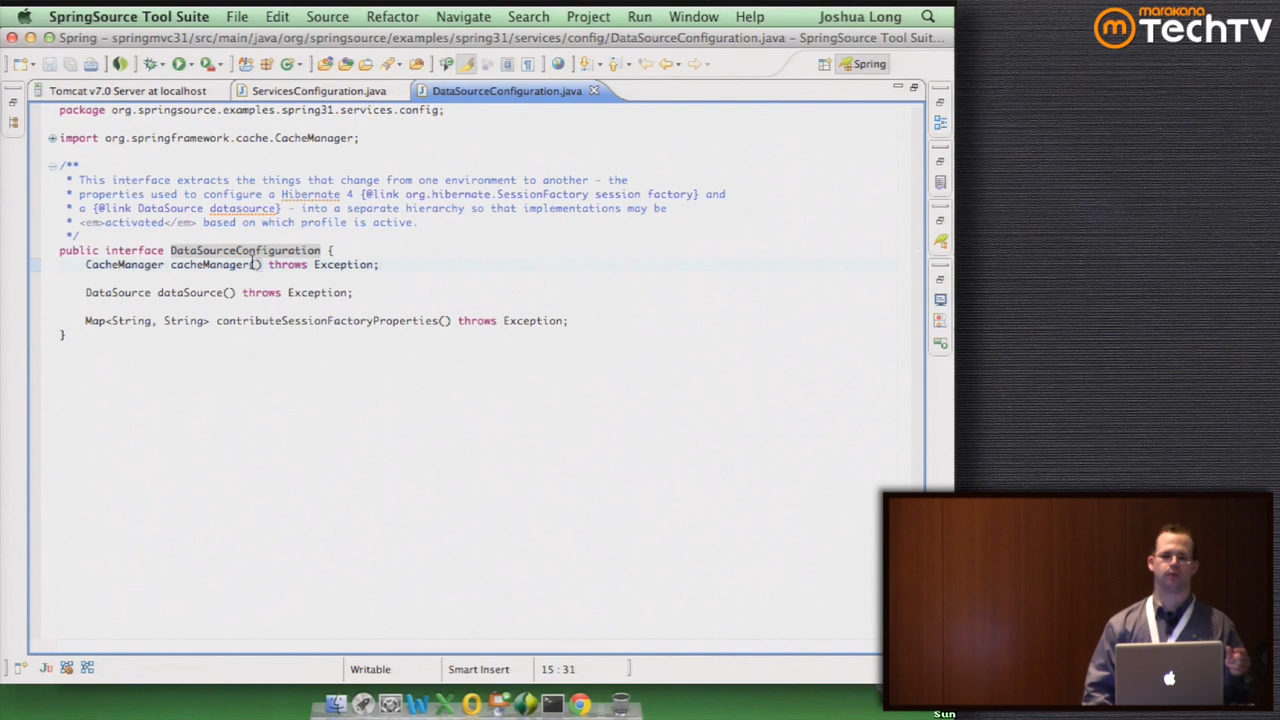 SpringSource Tool Suite File Edit Source Refactor Navigate Search Project Run Window Help Joshua Long
marakana
TechTV
Spring – springmvc31/src/main/java/org/springsource/examples/spring31/services/config/DataSourceConfiguration.java – SpringSource Tool Suit...
Spring
Tomcat v7.0 Server at localhost ServicesConfiguration.java DataSourceConfiguration.java
package org.springsource.examples.spring31.services.config;
import org.springframework.cache.CacheManager;
/**
* This interface extracts the things that change from one environment to another - the
* properties used to configure a Hibernate 4 {@link org.hibernate.SessionFactory session factory} and
* a {@link DataSource datasource} - into a separate hierarchy so that implementations may be
* <em>activated</em> based on which profile is active.
*/
public interface DataSourceConfiguration {
CacheManager cacheManager() throws Exception;
DataSource dataSource() throws Exception;
Map<String, String> contributeSessionFactoryProperties() throws Exception;
}
Ju Writable Smart Insert 15 : 31
Sun